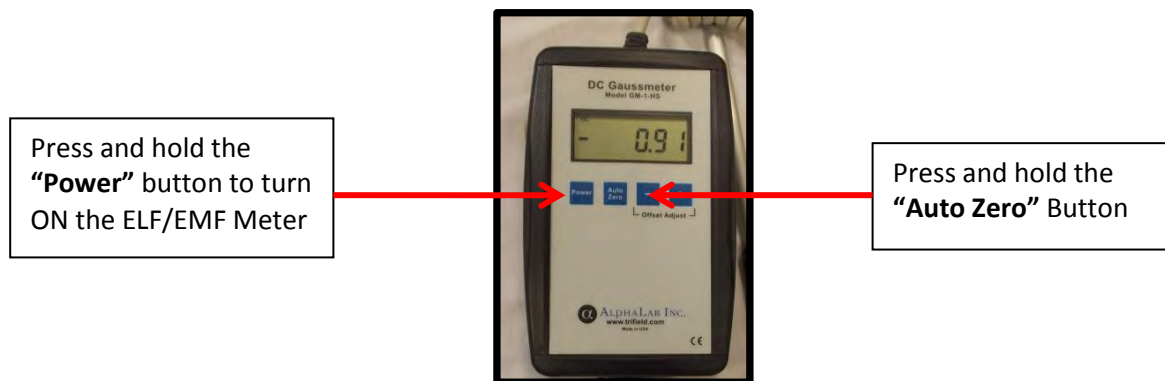 Press and hold the
“Power” button to turn
ON the ELF/EMF Meter
DC Gaussmeter
Model GM-1-HS
DC
- 0.91
Power
Auto
Zero
Offset Adjust
α ALPHALAB INC.
www.trifield.com
Made in USA
CE
Press and hold the
“Auto Zero” Button